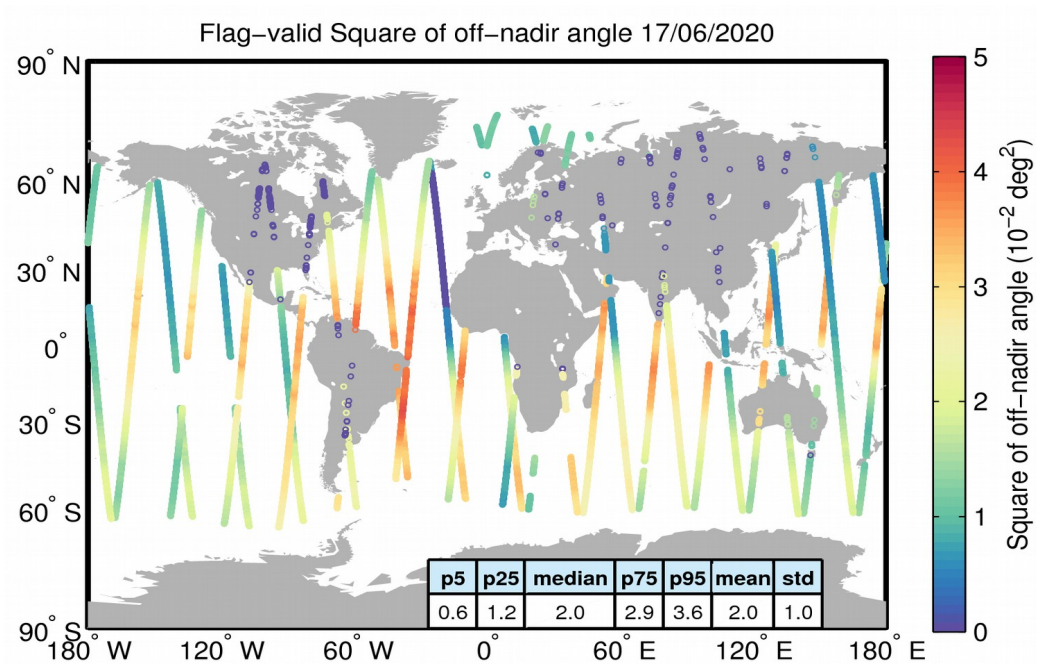 Flag-valid Square of off-nadir angle 17/06/2020
90° N
60° N
30° N
0°
30° S
60° S
90° S
180° W
120° W
60° W
0°
60° E
120° E
180° E
p5 p25 median p75 p95 mean std
0.6 1.2 2.0 2.9 3.6 2.0 1.0
5
4
3
2
1
0
Square of off-nadir angle (10⁻² deg²)